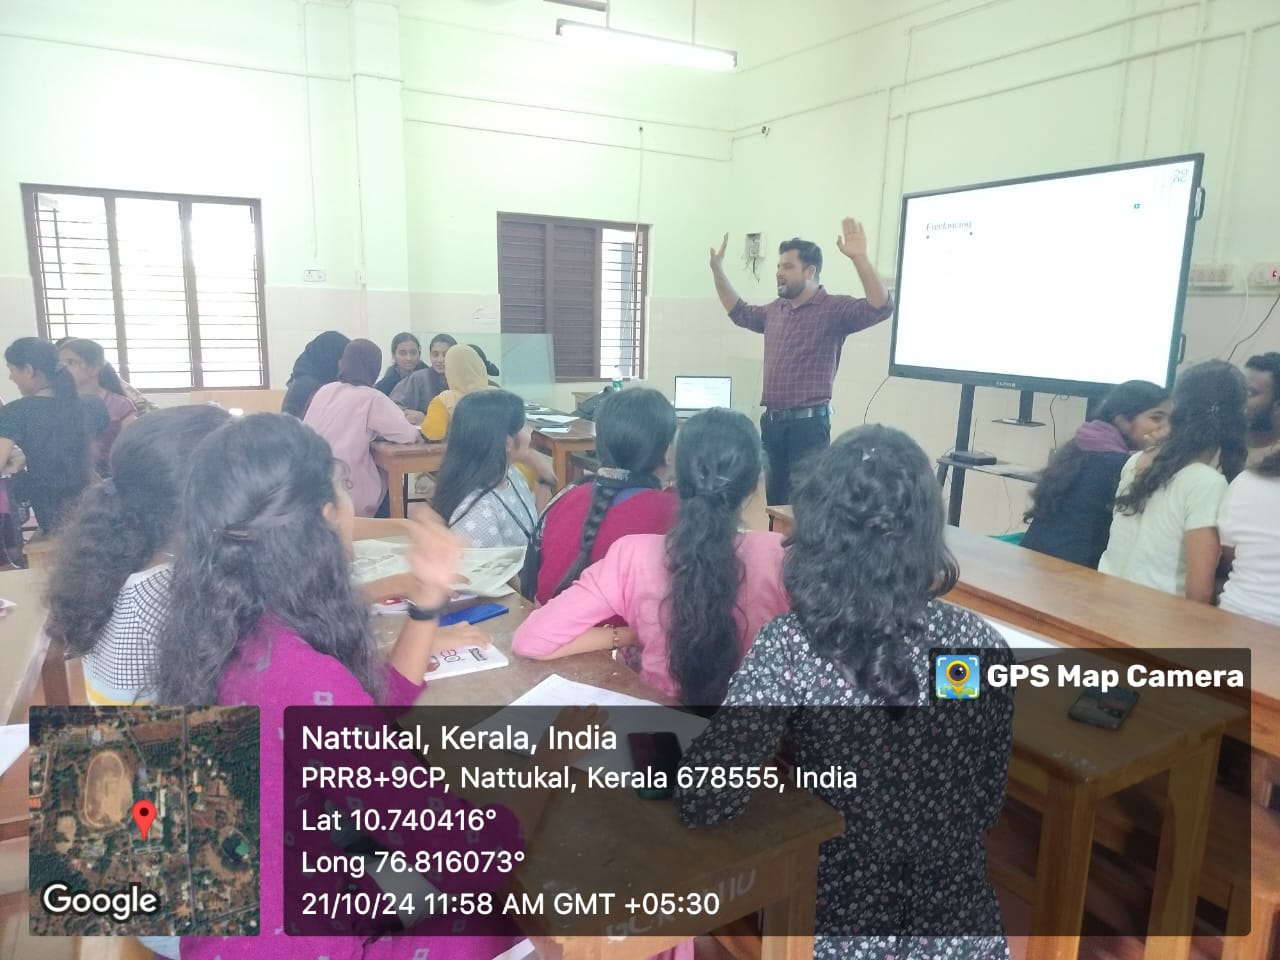 Freelancing
GPS Map Camera
Nattukal, Kerala, India
PRR8+9CP, Nattukal, Kerala 678555, India
Lat 10.740416°
Long 76.816073°
21/10/24 11:58 AM GMT +05:30
Google